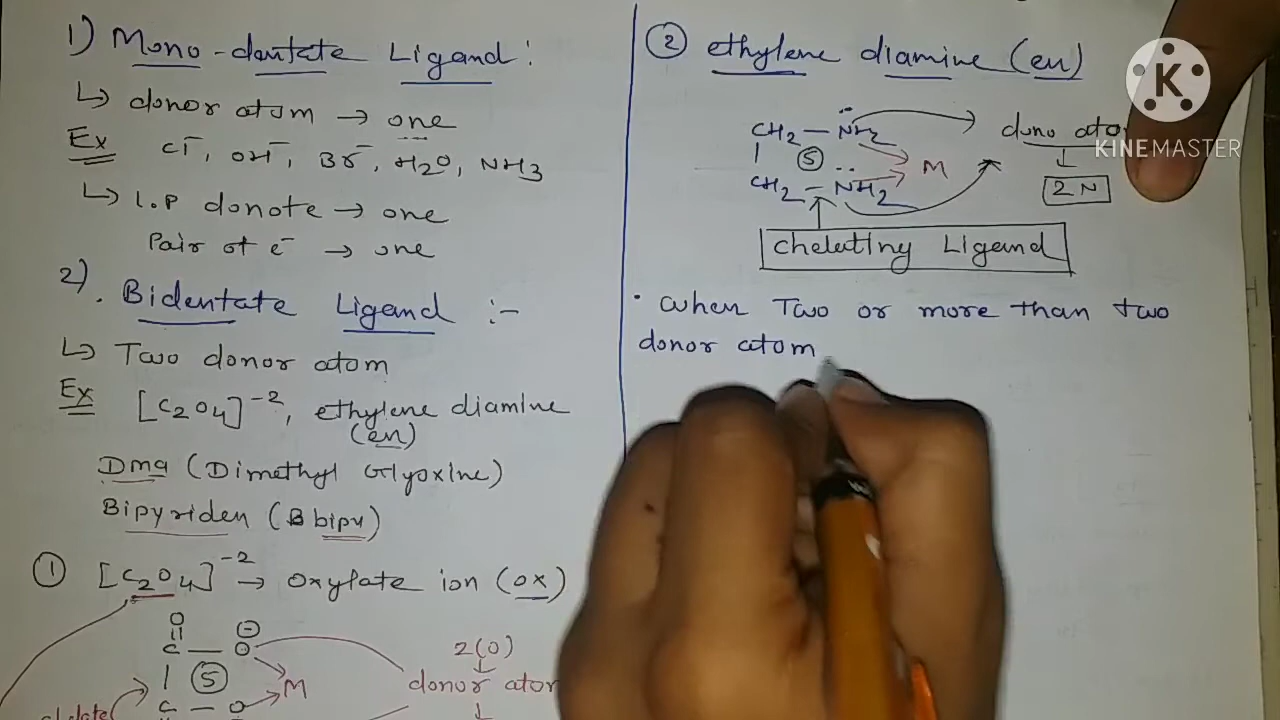 1) Mono-dentate Ligand :
↳ donor atom → one
Ex Cl⁻, OH⁻, Br⁻, H2O, NH3
↳ l.p donote → one
Pair of e⁻ → one
2). Bidentate Ligand :-
↳ Two donor atom
Ex [C2O4]⁻², ethylene diamine
(en)
Dmg (Dimethyl Glyoxine)
Bipyriden (B bipy)
① [C2O4]⁻² → Oxylate ion (ox)
O ⊖
C — O 2(O)
⑤ M donor ator
C — O
② ethylene diamine (en)
CH2 — NH2 dono ato
⑤ M
CH2 — NH2 2 N
Chelating Ligand
• When Two or more than two
donor atom
K
KINEMASTER